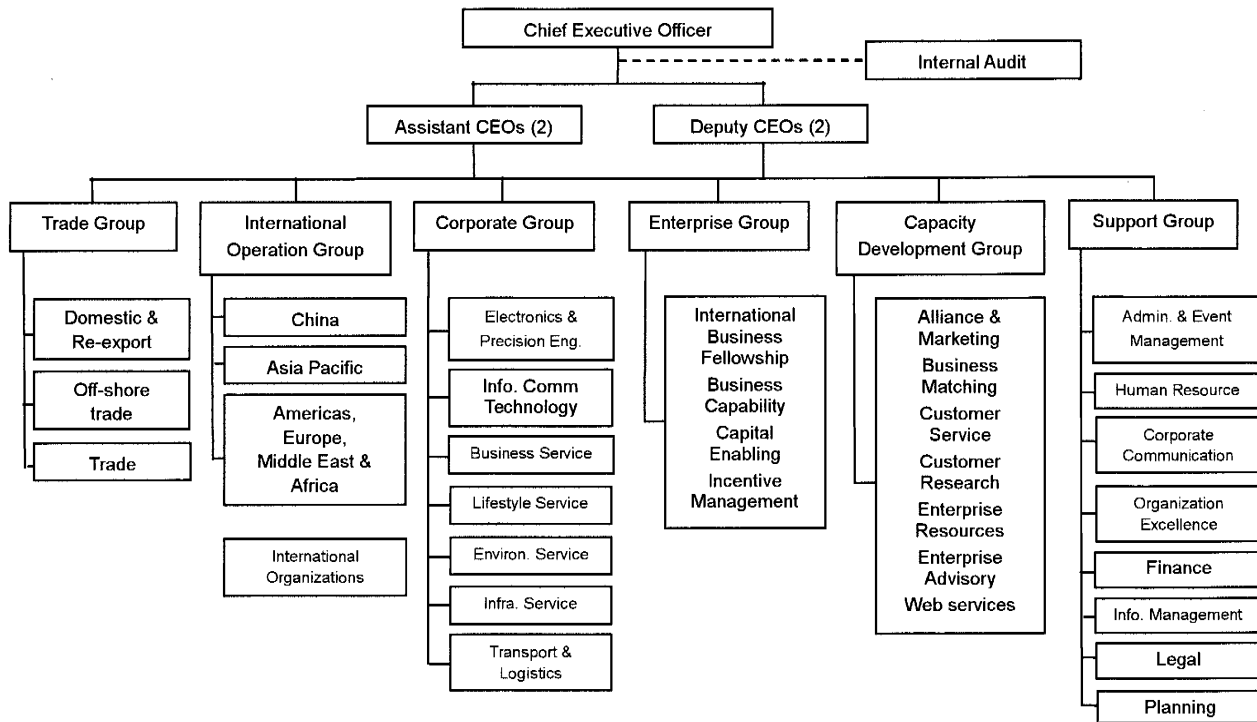 Chief Executive Officer
Internal Audit
Assistant CEOs (2)
Deputy CEOs (2)
Trade Group
International
Operation Group
Corporate Group
Enterprise Group
Capacity
Development Group
Support Group
Domestic &
Re-export
Off-shore
trade
Trade
China
Asia Pacific
Americas,
Europe,
Middle East &
Africa
International
Organizations
Electronics &
Precision Eng.
Info. Comm
Technology
Business Service
Lifestyle Service
Environ. Service
Infra. Service
Transport &
Logistics
International
Business
Fellowship
Business
Capability
Capital
Enabling
Incentive
Management
Alliance &
Marketing
Business
Matching
Customer
Service
Customer
Research
Enterprise
Resources
Enterprise
Advisory
Web services
Admin. & Event
Management
Human Resource
Corporate
Communication
Organization
Excellence
Finance
Info. Management
Legal
Planning